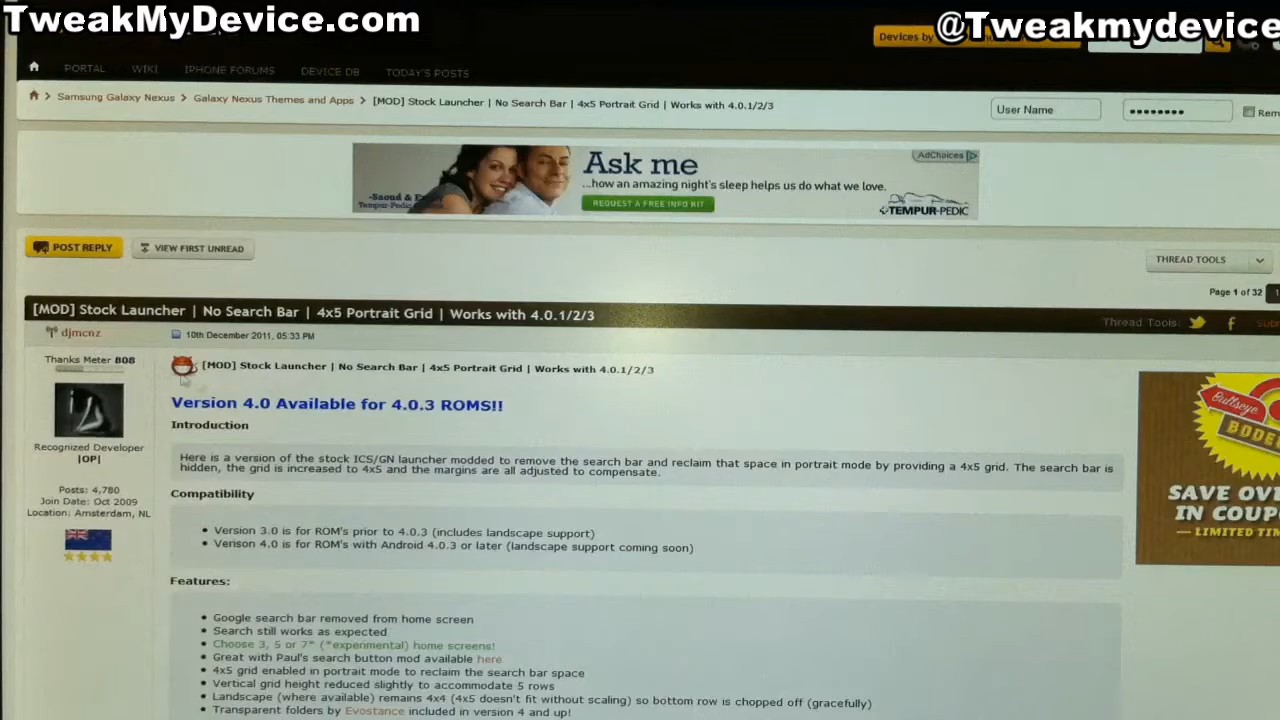 TweakMyDevice.com
@Tweakmydevice
Devices by
PORTAL WIKI IPHONE FORUMS DEVICE DB TODAY'S POSTS
Samsung Galaxy Nexus > Galaxy Nexus Themes and Apps > [MOD] Stock Launcher | No Search Bar | 4x5 Portrait Grid | Works with 4.0.1/2/3
User Name
Rem
Ask me
AdChoices
...how an amazing night's sleep helps us do what we love.
-Saoud &
Tempur-Pedic
REQUEST A FREE INFO KIT
TEMPUR-PEDIC
POST REPLY
VIEW FIRST UNREAD
THREAD TOOLS
Page 1 of 32
[MOD] Stock Launcher | No Search Bar | 4x5 Portrait Grid | Works with 4.0.1/2/3
Thread Tools:
djmcnz
10th December 2011, 05:33 PM
Thanks Meter 808
[MOD] Stock Launcher | No Search Bar | 4x5 Portrait Grid | Works with 4.0.1/2/3
Version 4.0 Available for 4.0.3 ROMS!!
Introduction
Recognized Developer
|OP|
Here is a version of the stock ICS/GN launcher modded to remove the search bar and reclaim that space in portrait mode by providing a 4x5 grid. The search bar is
hidden, the grid is increased to 4x5 and the margins are all adjusted to compensate.
Posts: 4,780
Join Date: Oct 2009
Location: Amsterdam, NL
Compatibility
• Version 3.0 is for ROM's prior to 4.0.3 (includes landscape support)
• Verison 4.0 is for ROM's with Android 4.0.3 or later (landscape support coming soon)
Bullseye
SAVE OVE
IN COUP
— LIMITED TIM
Features:
• Google search bar removed from home screen
• Search still works as expected
• Choose 3, 5 or 7* (*experimental) home screens!
• Great with Paul's search button mod available here
• 4x5 grid enabled in portrait mode to reclaim the search bar space
• Vertical grid height reduced slightly to accommodate 5 rows
• Landscape (where available) remains 4x4 (4x5 doesn't fit without scaling) so bottom row is chopped off (gracefully)
• Transparent folders by Evostance included in version 4 and up!